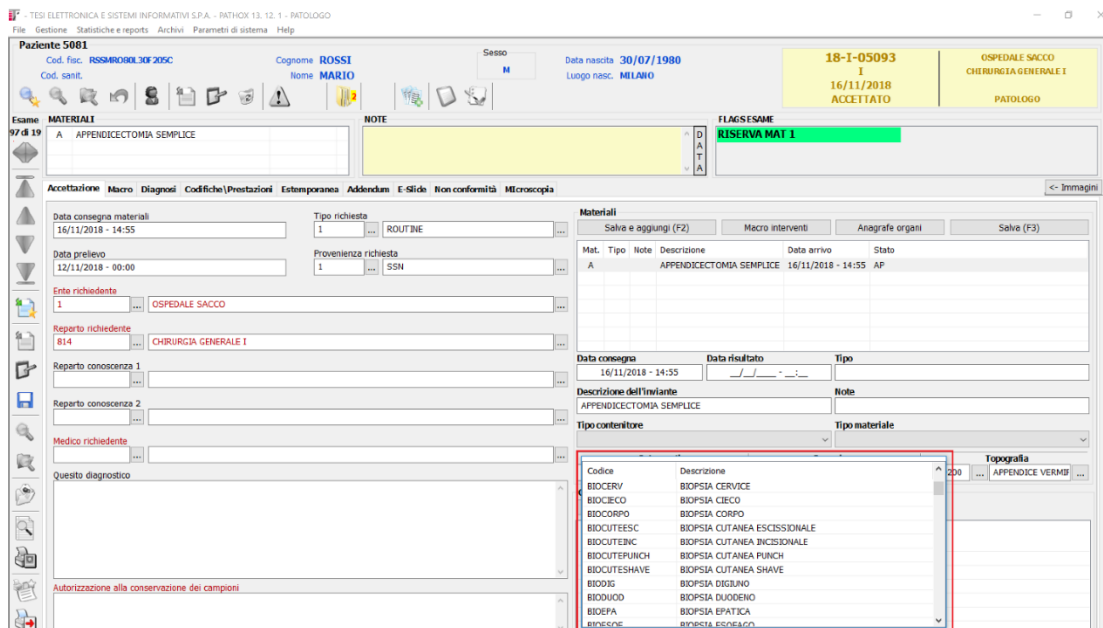 - TESI ELETTRONICA E SISTEMI INFORMATIVI S.P.A. - PATHOX 13. 12. 1 - PATOLOGO
File Gestione Statistiche e reports Archivi Parametri di sistema Help
Paziente 5081
Cod. fisc. RSSMRO80L30F205C
Cognome ROSSI
Sesso
M
Data nascita 30/07/1980
Cod. sanit.
Nome MARIO
Luogo nasc. MILANO
18-I-05093
I
16/11/2018
ACCETTATO
OSPEDALE SACCO
CHIRURGIA GENERALE I
PATOLOGO
2
Esame
97 di 19
MATERIALI
A APPENDICECTOMIA SEMPLICE
NOTE
DATA
FLAGS ESAME
RISERVA MAT 1
Accettazione Macro Diagnosi Codifiche\Prestazioni Estemporanea Addendum E-Slide Non conformità MIcroscopia
<- Immagini
Data consegna materiali
16/11/2018 - 14:55
Tipo richiesta
1 ... ROUTINE ...
Data prelievo
12/11/2018 - 00:00
Provenienza richiesta
1 ... SSN ...
Ente richiedente
1 ... OSPEDALE SACCO ...
Reparto richiedente
814 ... CHIRURGIA GENERALE I ...
Reparto conoscenza 1
... ...
Reparto conoscenza 2
... ...
Medico richiedente
... ...
Quesito diagnostico
Autorizzazione alla conservazione dei campioni
Materiali
Salva e aggiungi (F2) Macro interventi Anagrafe organi Salva (F3)
Mat. Tipo Note Descrizione Data arrivo Stato
A APPENDICECTOMIA SEMPLICE 16/11/2018 - 14:55 AP
Data consegna Data risultato Tipo
16/11/2018 - 14:55 __/__/____ - __:__
Descrizione dell'inviante Note
APPENDICECTOMIA SEMPLICE
Tipo contenitore Tipo materiale
Topografia
200 ... APPENDICE VERMIF ...
Codice Descrizione
BIOCERV BIOPSIA CERVICE
BIOCIECO BIOPSIA CIECO
BIOCORPO BIOPSIA CORPO
BIOCUTEESC BIOPSIA CUTANEA ESCISSIONALE
BIOCUTEINC BIOPSIA CUTANEA INCISIONALE
BIOCUTEPUNCH BIOPSIA CUTANEA PUNCH
BIOCUTESHAVE BIOPSIA CUTANEA SHAVE
BIODIG BIOPSIA DIGIUNO
BIODUOD BIOPSIA DUODENO
BIOEPA BIOPSIA EPATICA
BIOESOF BIOPSIA ESOFAGO